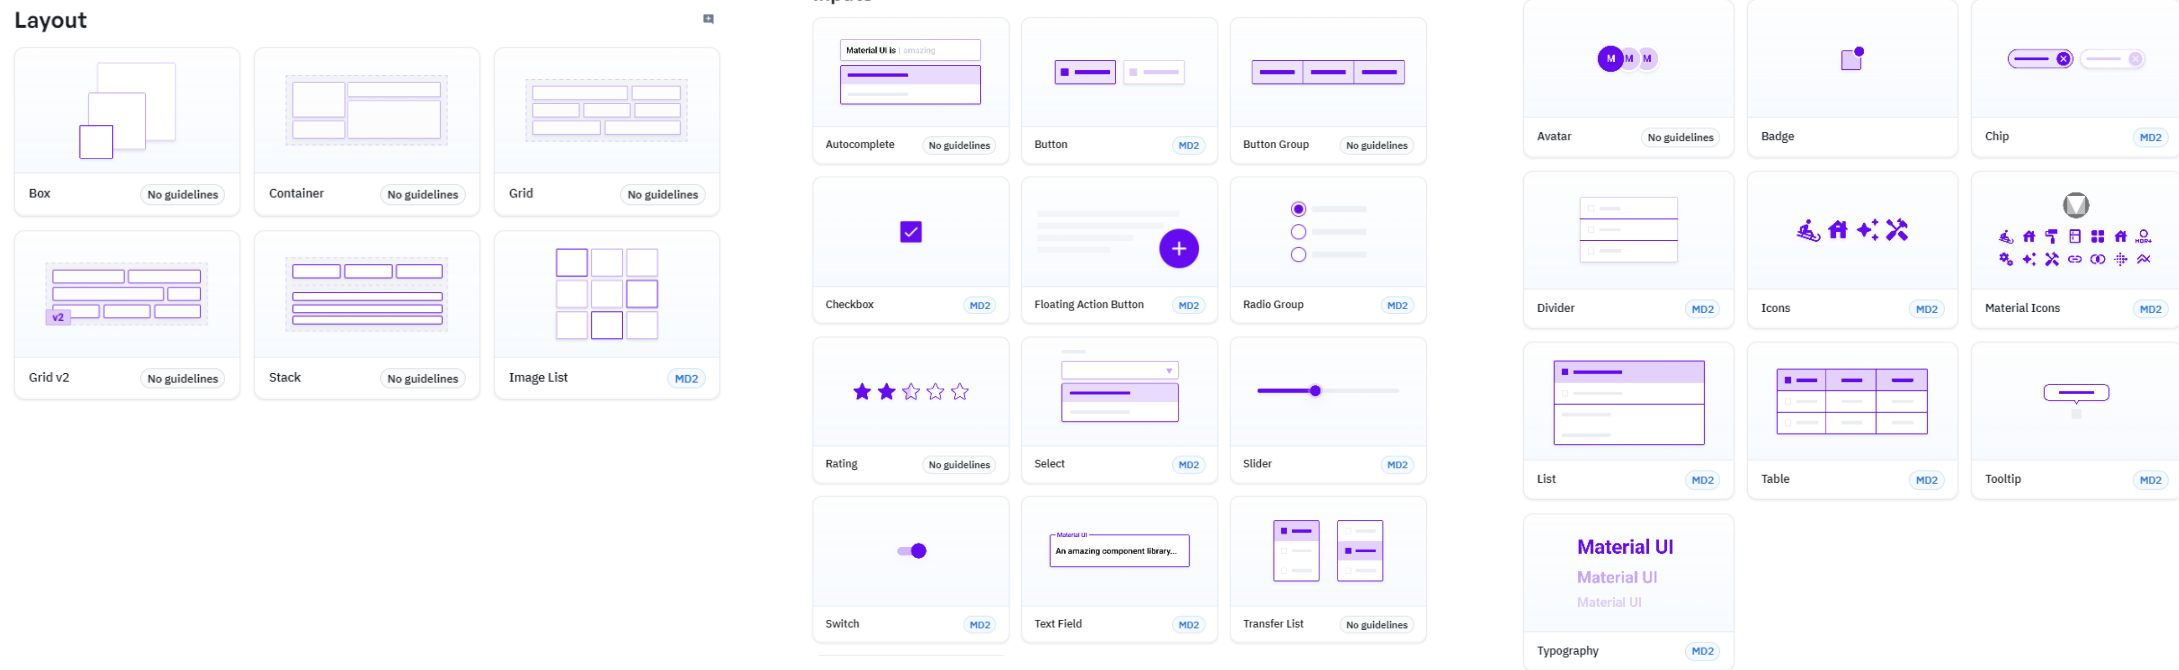 Layout
Box No guidelines
Container No guidelines
Grid No guidelines
v2
Grid v2 No guidelines
Stack No guidelines
Image List MD2
Inputs
Material UI is | amazing
Autocomplete No guidelines
Button MD2
Button Group No guidelines
Checkbox MD2
Floating Action Button MD2
Radio Group MD2
Rating No guidelines
Select MD2
Slider MD2
Switch MD2
Material UI
An amazing component library...
Text Field MD2
Transfer List No guidelines
M M M
Avatar No guidelines
Badge
Chip MD2
Divider MD2
Icons MD2
Material Icons MD2
List MD2
Table MD2
Tooltip MD2
Material UI
Material UI
Material UI
Typography MD2